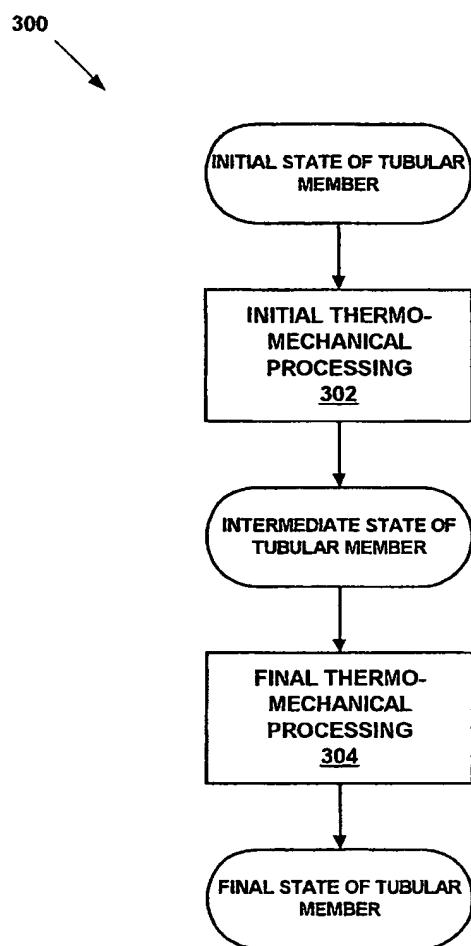 300
INITIAL STATE OF TUBULAR
MEMBER
INITIAL THERMO-
MECHANICAL
PROCESSING
302
INTERMEDIATE STATE OF
TUBULAR MEMBER
FINAL THERMO-
MECHANICAL
PROCESSING
304
FINAL STATE OF TUBULAR
MEMBER